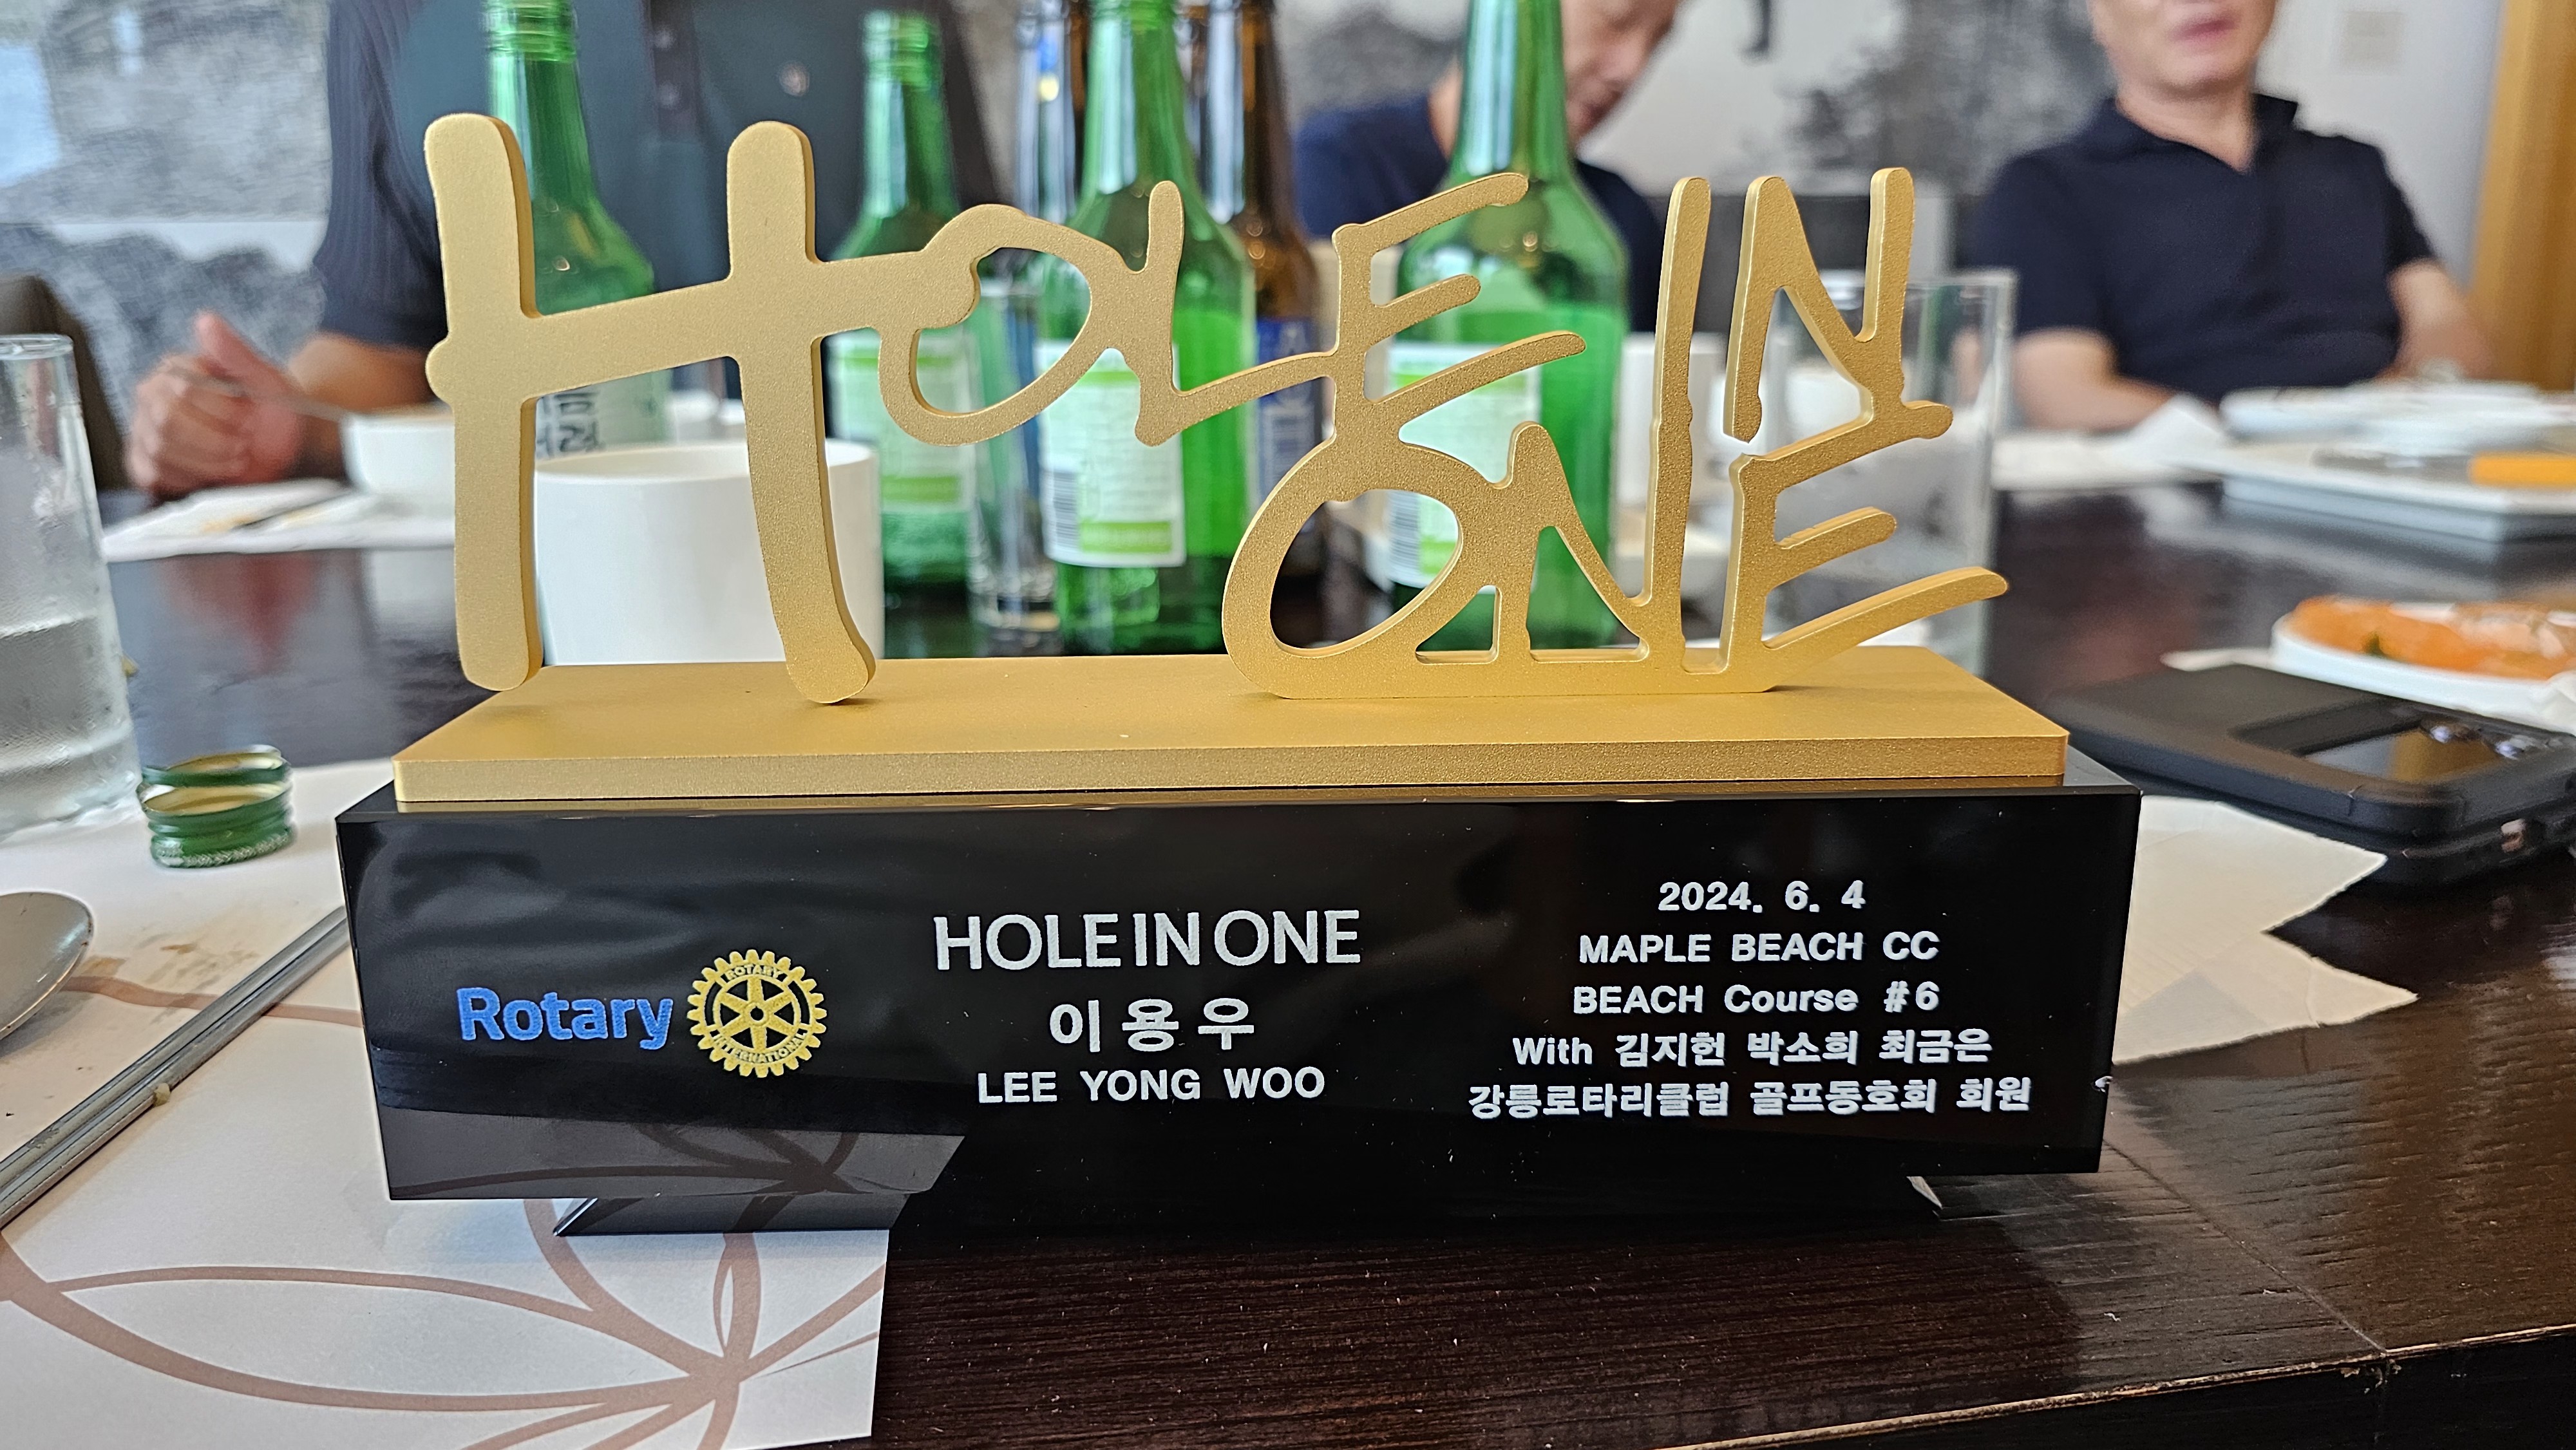 HOLE IN
ONE
Rotary
ROTARY
INTERNATIONAL
HOLE IN ONE
이용우
LEE YONG WOO
2024. 6. 4
MAPLE BEACH CC
BEACH Course #6
With 김지헌 박소희 최금은
강릉로타리클럽 골프동호회 회원